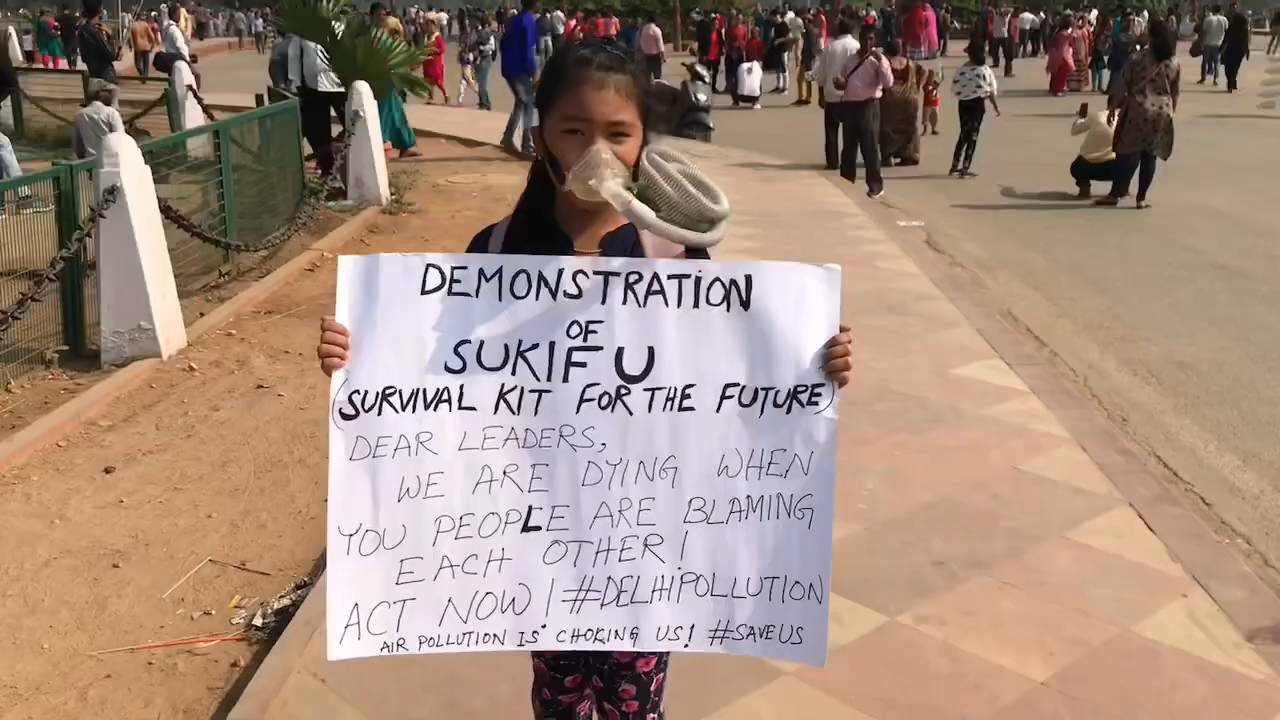 DEMONSTRATION
OF
SUKIFU
(SURVIVAL KIT FOR THE FUTURE)
DEAR LEADERS,
WE ARE DYING WHEN
YOU PEOPLE ARE BLAMING
EACH OTHER!
ACT NOW! #DELHIPOLLUTION
AIR POLLUTION IS CHOKING US! #SAVEUS